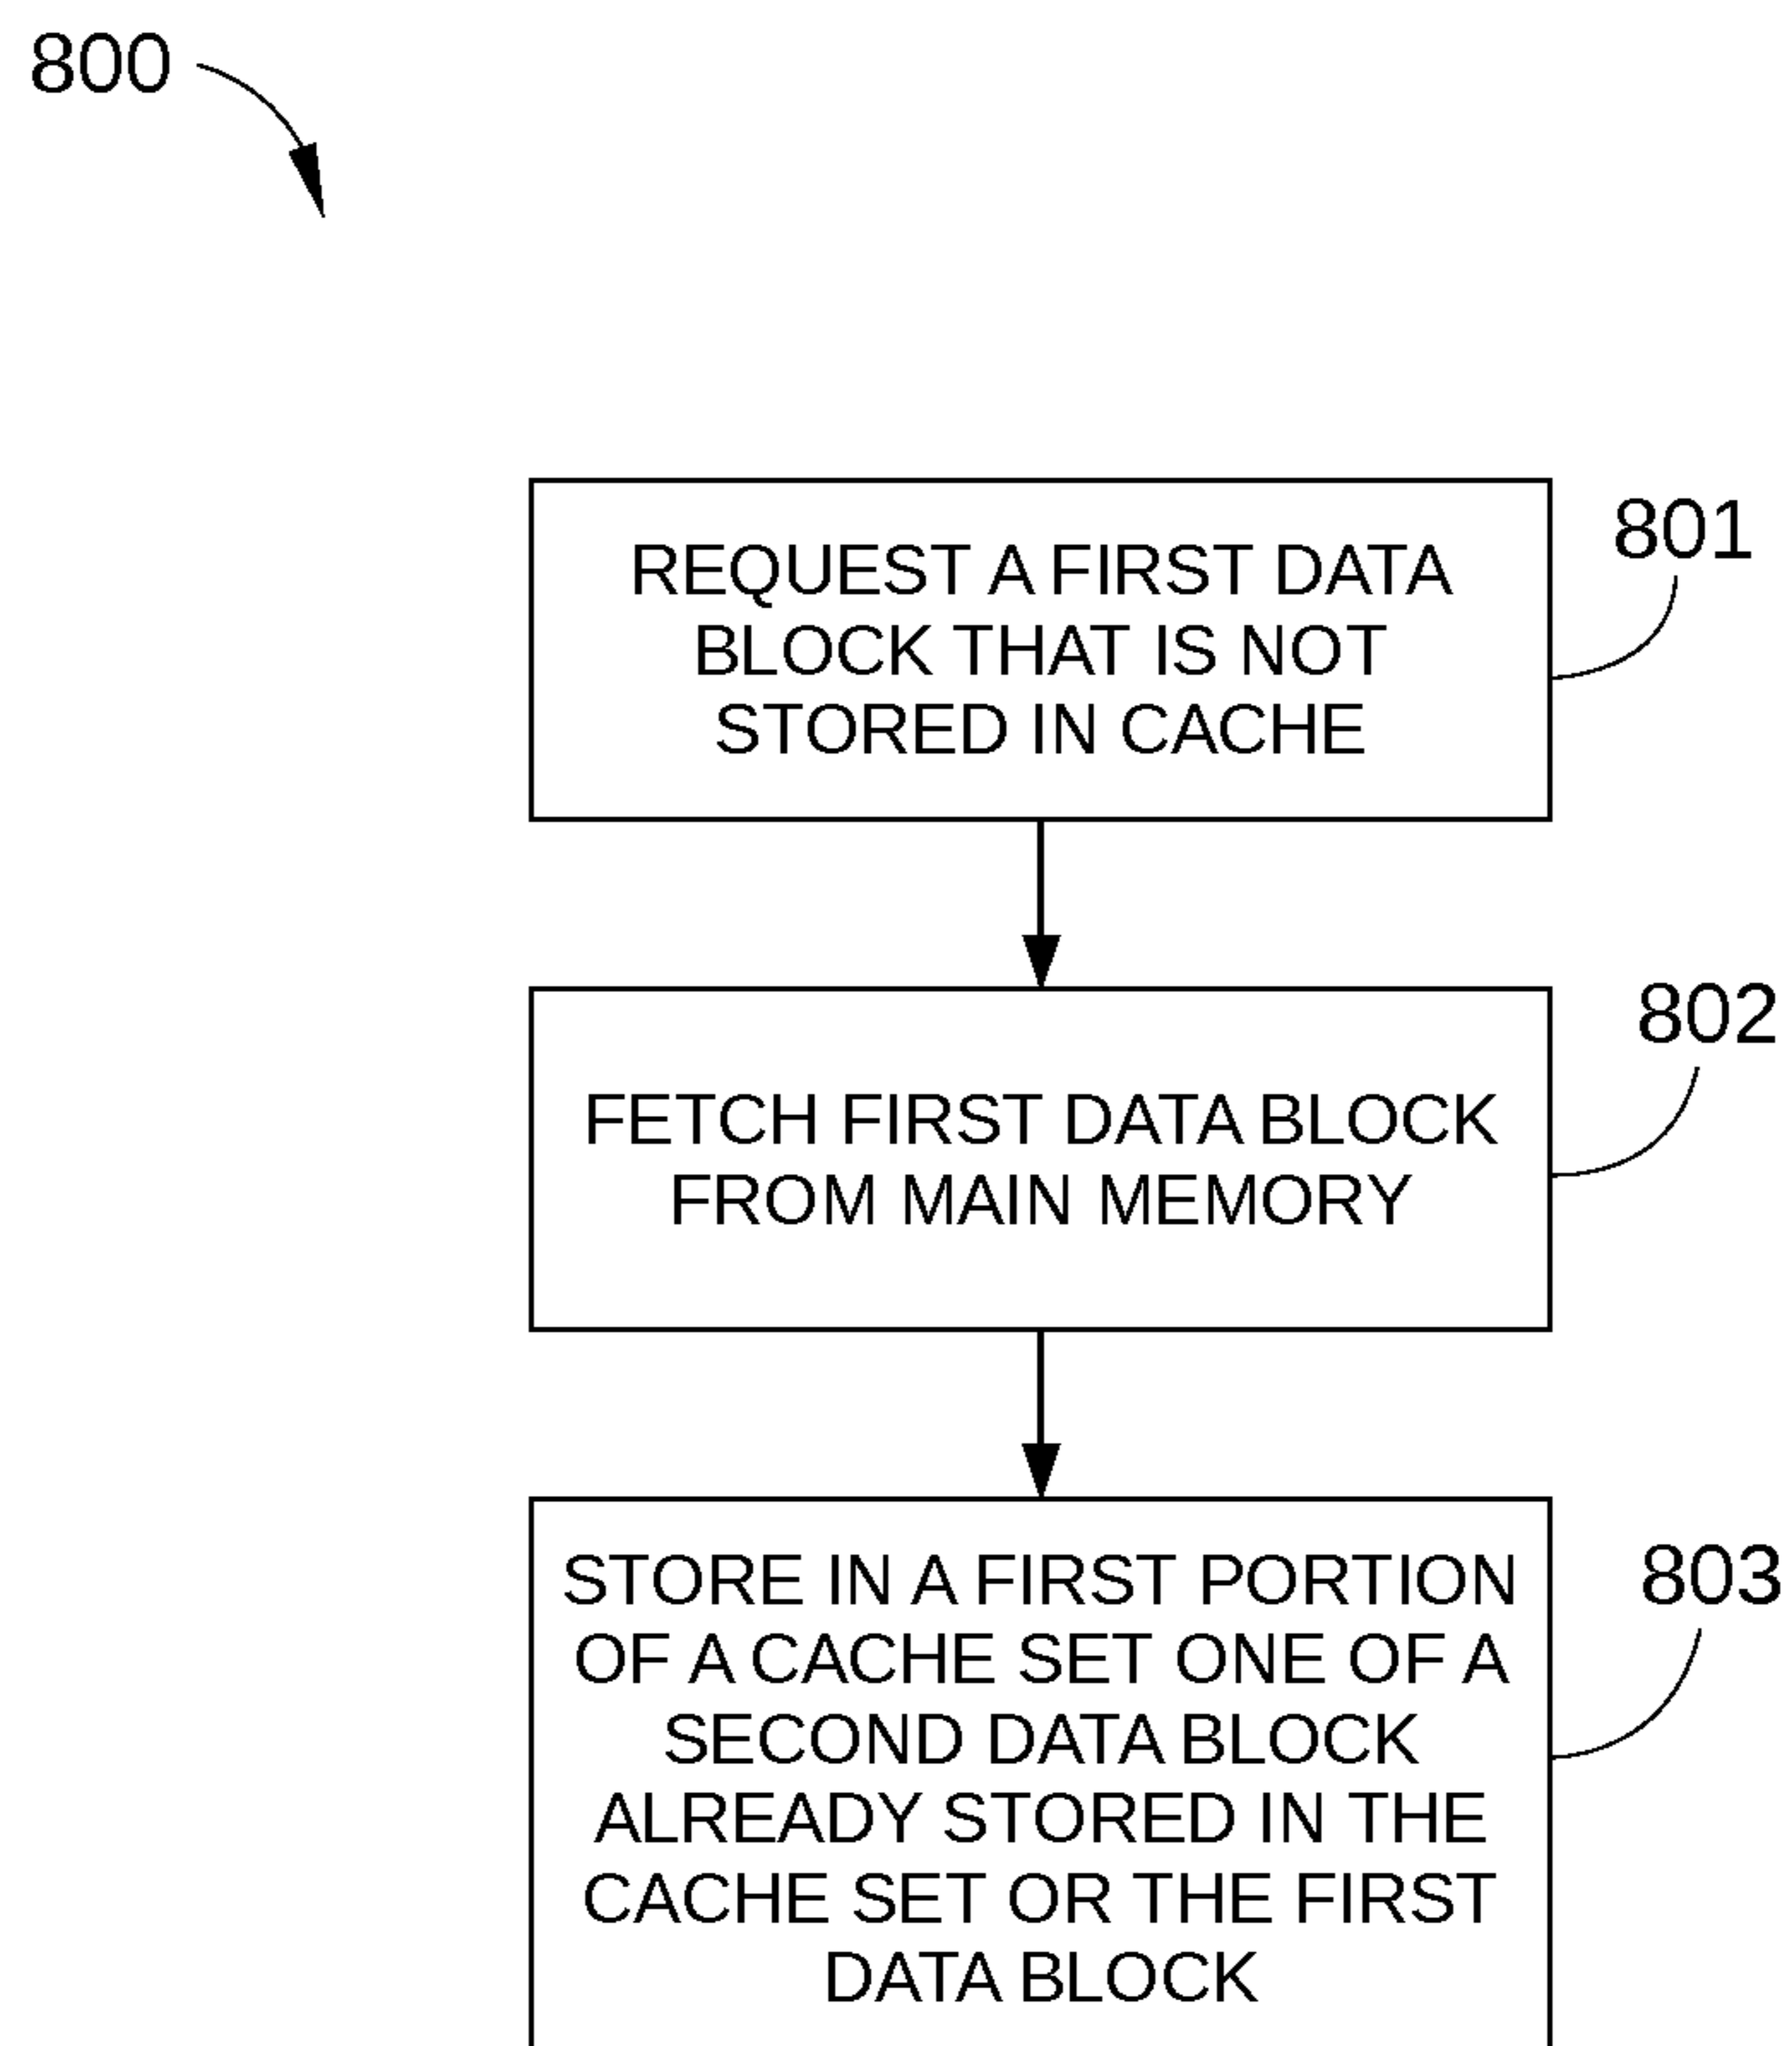 800
801
REQUEST A FIRST DATA
BLOCK THAT IS NOT
STORED IN CACHE
802
FETCH FIRST DATA BLOCK
FROM MAIN MEMORY
803
STORE IN A FIRST PORTION
OF A CACHE SET ONE OF A
SECOND DATA BLOCK
ALREADY STORED IN THE
CACHE SET OR THE FIRST
DATA BLOCK